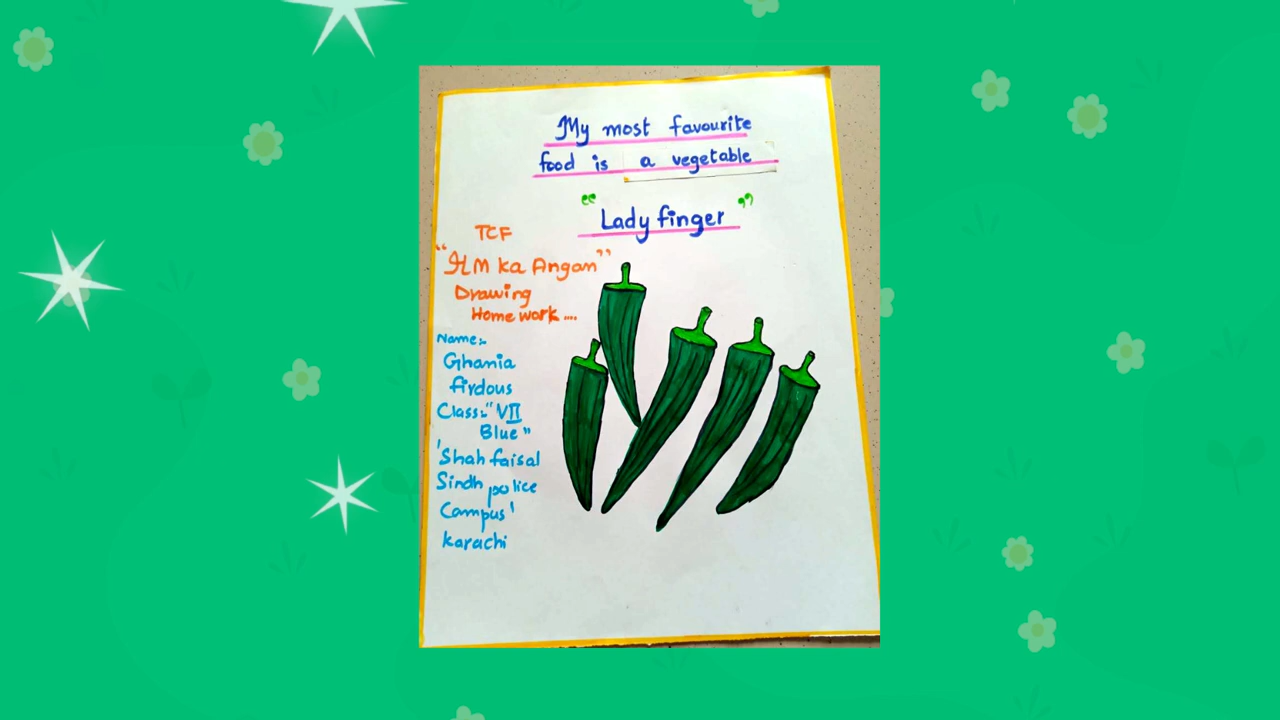 My most favourite
food is a vegetable
"Lady finger"
TCF
"ILM ka Angan"
Drawing
Home work ....
Name:-
Ghania
firdous
Class:- "VII
Blue"
'Shah faisal
Sindh police
Campus'
karachi